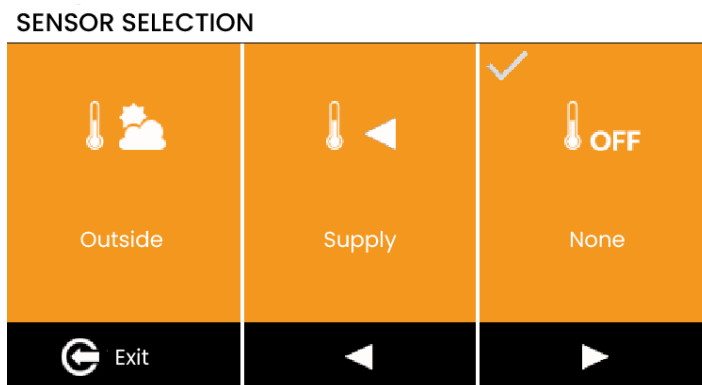 SENSOR SELECTION
OFF
Outside
Supply
None
Exit